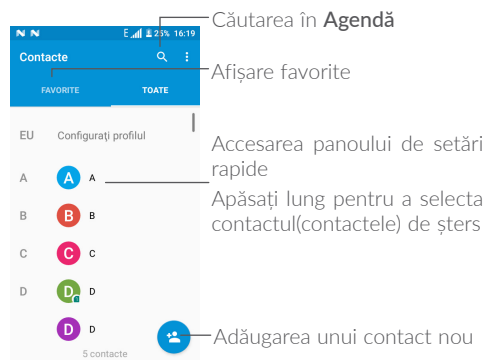 Căutarea în Agendă
E 25% 16:19
Contacte
Afișare favorite
FAVORITE TOATE
EU Configurați profilul
Accesarea panoului de setări
rapide
A A A
Apăsați lung pentru a selecta
contactul(contactele) de șters
B B B
C C C
D D D
D D
Adăugarea unui contact nou
5 contacte